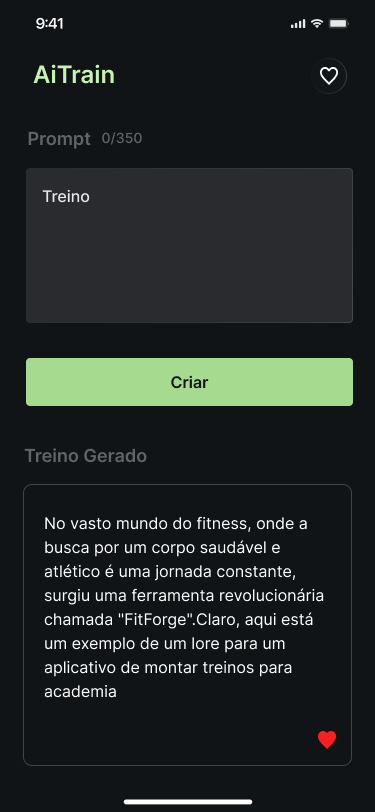 9:41
AiTrain
Prompt 0/350
Treino
Criar
Treino Gerado
No vasto mundo do fitness, onde a
busca por um corpo saudável e
atlético é uma jornada constante,
surgiu uma ferramenta revolucionária
chamada "FitForge".Claro, aqui está
um exemplo de um lore para um
aplicativo de montar treinos para
academia